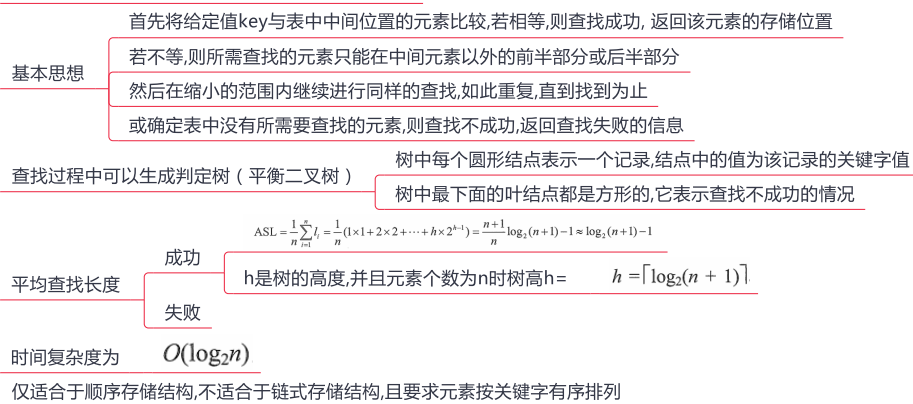 首先将给定值key与表中中间位置的元素比较,若相等,则查找成功, 返回该元素的存储位置
基本思想
若不等,则所需查找的元素只能在中间元素以外的前半部分或后半部分
然后在缩小的范围内继续进行同样的查找,如此重复,直到找到为止
或确定表中没有所需要查找的元素,则查找不成功,返回查找失败的信息
查找过程中可以生成判定树（平衡二叉树）
树中每个圆形结点表示一个记录,结点中的值为该记录的关键字值
树中最下面的叶结点都是方形的,它表示查找不成功的情况
平均查找长度
成功
ASL = \frac{1}{n}\sum_{i=1}^{n} l_i = \frac{1}{n}(1×1+2×2+⋯+h×2^{h-1}) = \frac{n+1}{n}log₂(n+1)−1 ≈ log₂(n+1)−1
h是树的高度,并且元素个数为n时树高h= h =⌈log₂(n + 1)⌉
失败
时间复杂度为 O(log₂n)
仅适合于顺序存储结构,不适合于链式存储结构,且要求元素按关键字有序排列